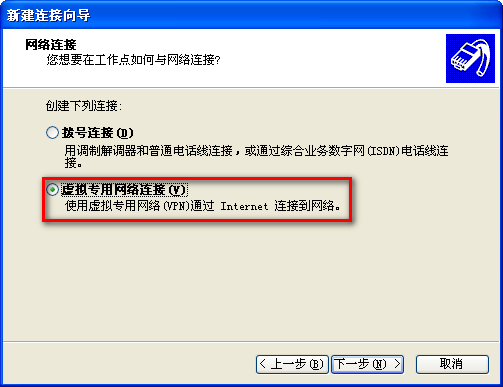 新建连接向导
网络连接
您想要在工作点如何与网络连接?
创建下列连接:
拨号连接(D)
用调制解调器和普通电话线连接，或通过综合业务数字网(ISDN)电话线连
接。
虚拟专用网络连接(V)
使用虚拟专用网络(VPN)通过 Internet 连接到网络。
< 上一步(B) 下一步(N) > 取消